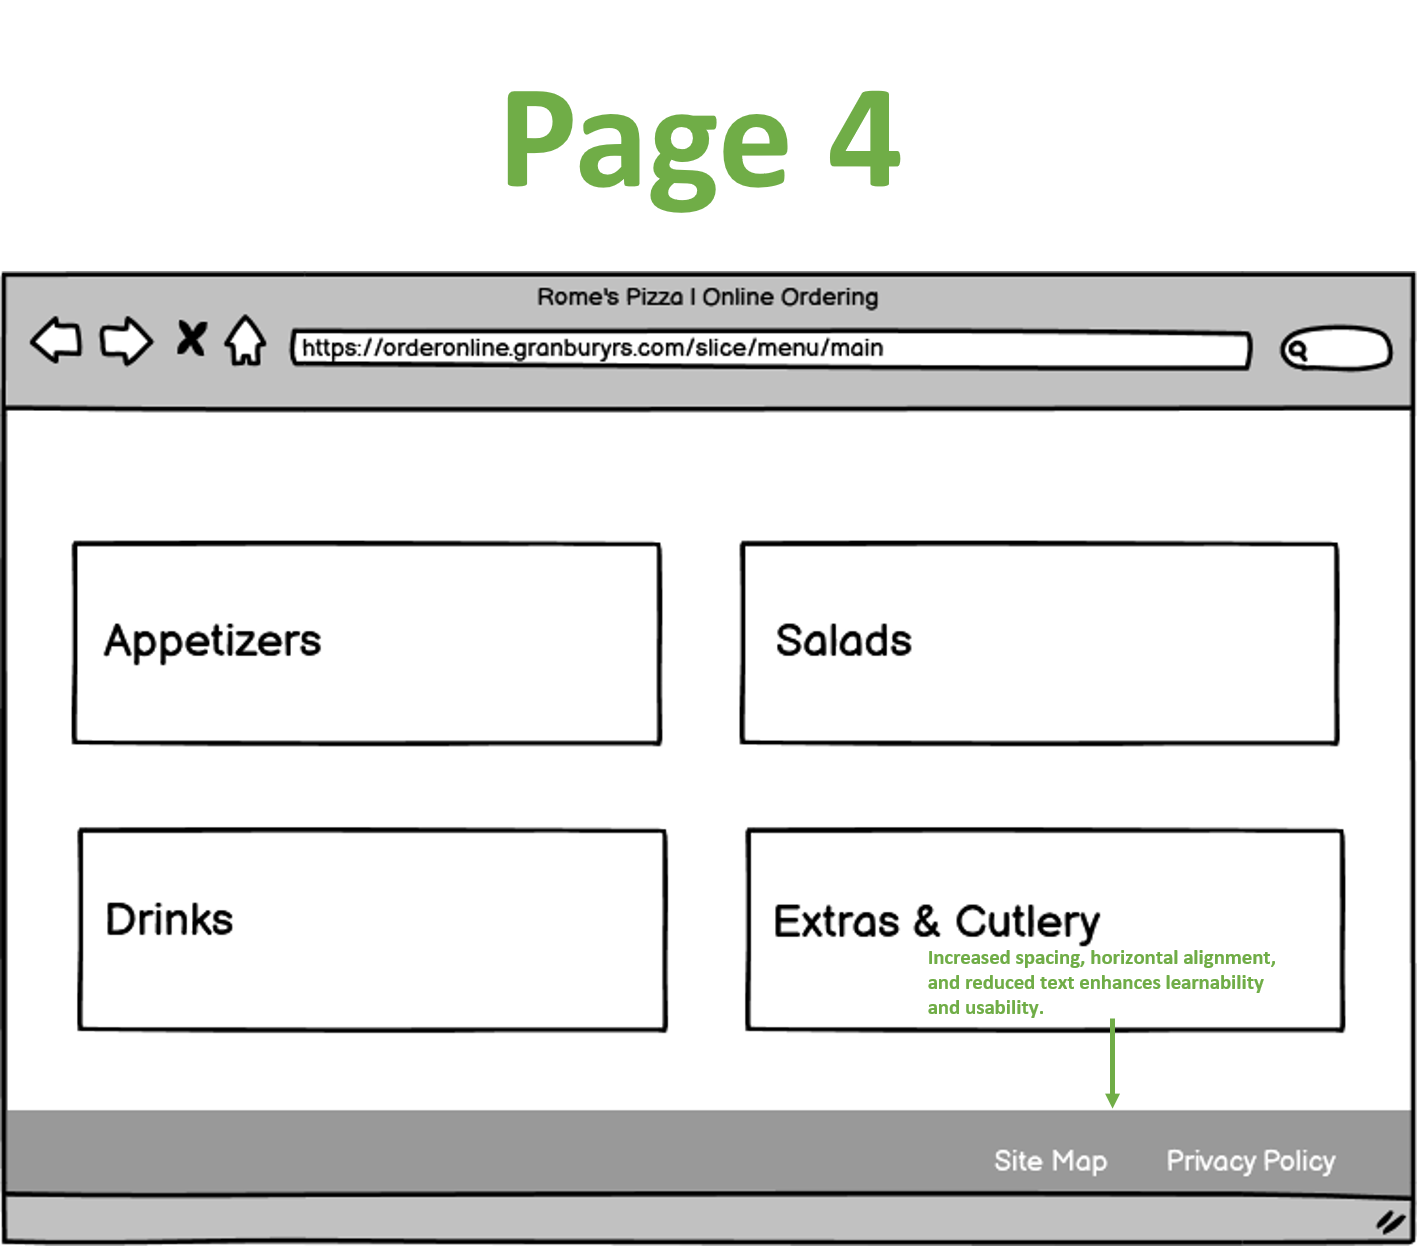 Page 4
Rome's Pizza | Online Ordering
https://orderonline.granburyrs.com/slice/menu/main
Appetizers
Salads
Drinks
Extras & Cutlery
Increased spacing, horizontal alignment,
and reduced text enhances learnability
and usability.
Site Map
Privacy Policy